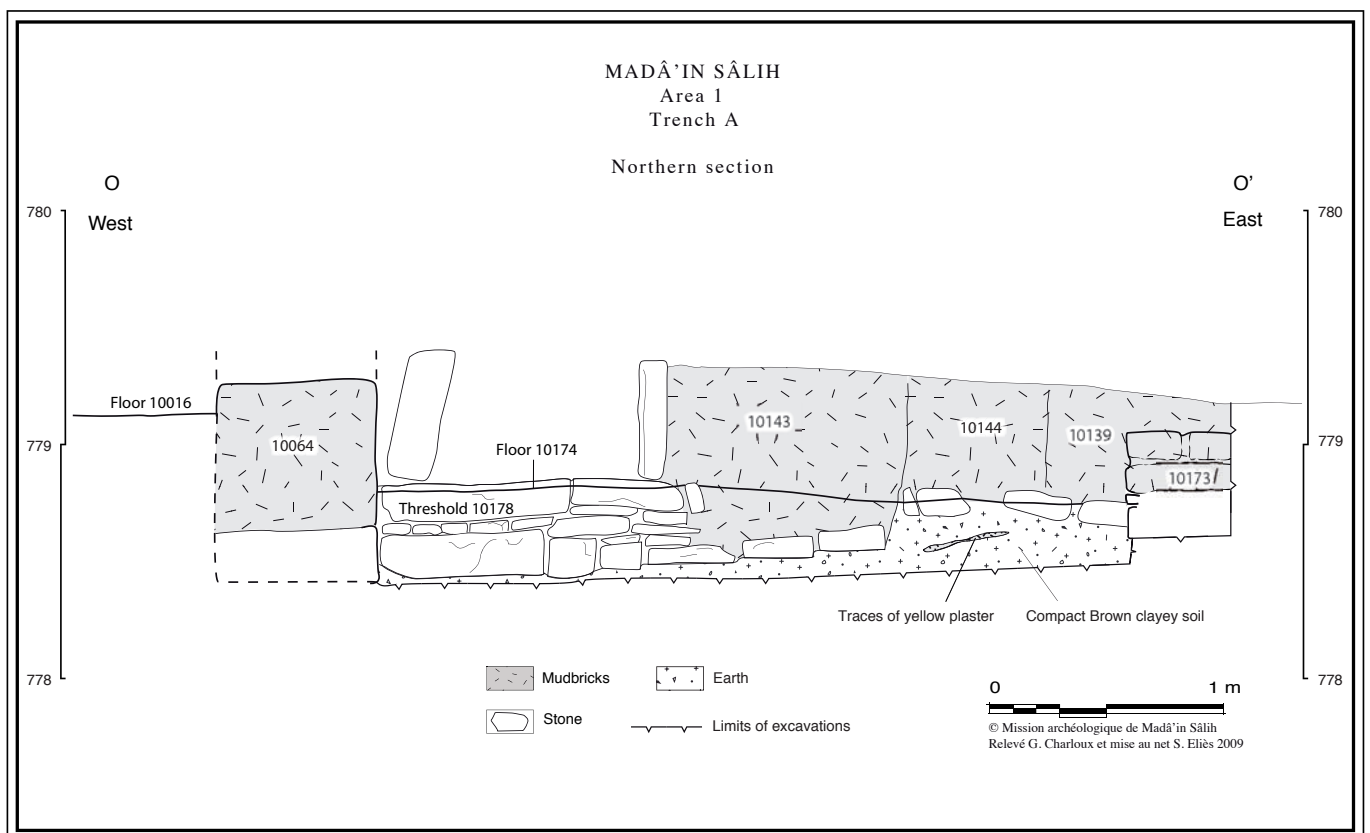 MADÂ’IN SÂLIH
Area 1
Trench A
Northern section
O
West
O’
East
780
780
Floor 10016
10064
Floor 10174
10143
10144
10139
10173
779
779
Threshold 10178
Traces of yellow plaster
Compact Brown clayey soil
778
778
Mudbricks
Earth
Stone
Limits of excavations
0 1 m
© Mission archéologique de Madâ’in Sâlih
Relevé G. Charloux et mise au net S. Eliès 2009